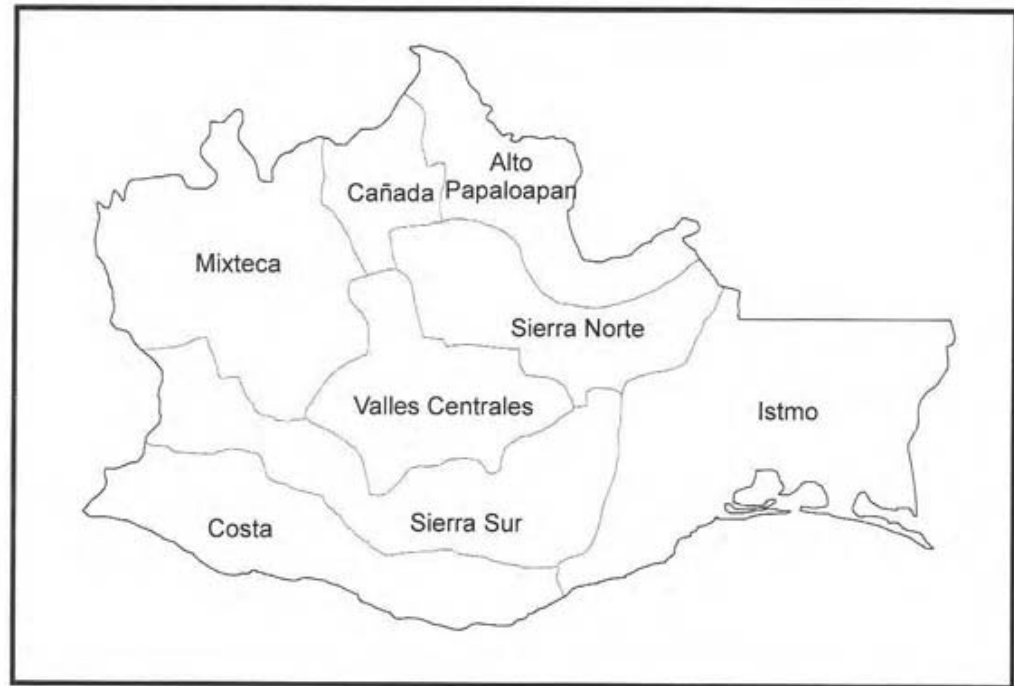 Alto
Papaloapan
Cañada
Mixteca
Sierra Norte
Valles Centrales
Istmo
Costa
Sierra Sur